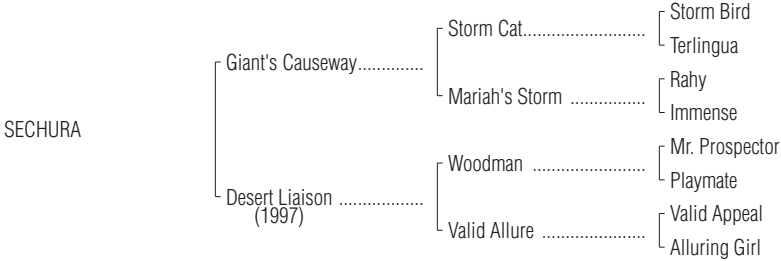 Storm Bird
Storm Cat.........................
Terlingua
Giant's Causeway..............
Rahy
Mariah's Storm ................
Immense
SECHURA
Mr. Prospector
Woodman ........................
Playmate
Desert Liaison ..................
(1997)
Valid Appeal
Valid Allure ......................
Alluring Girl